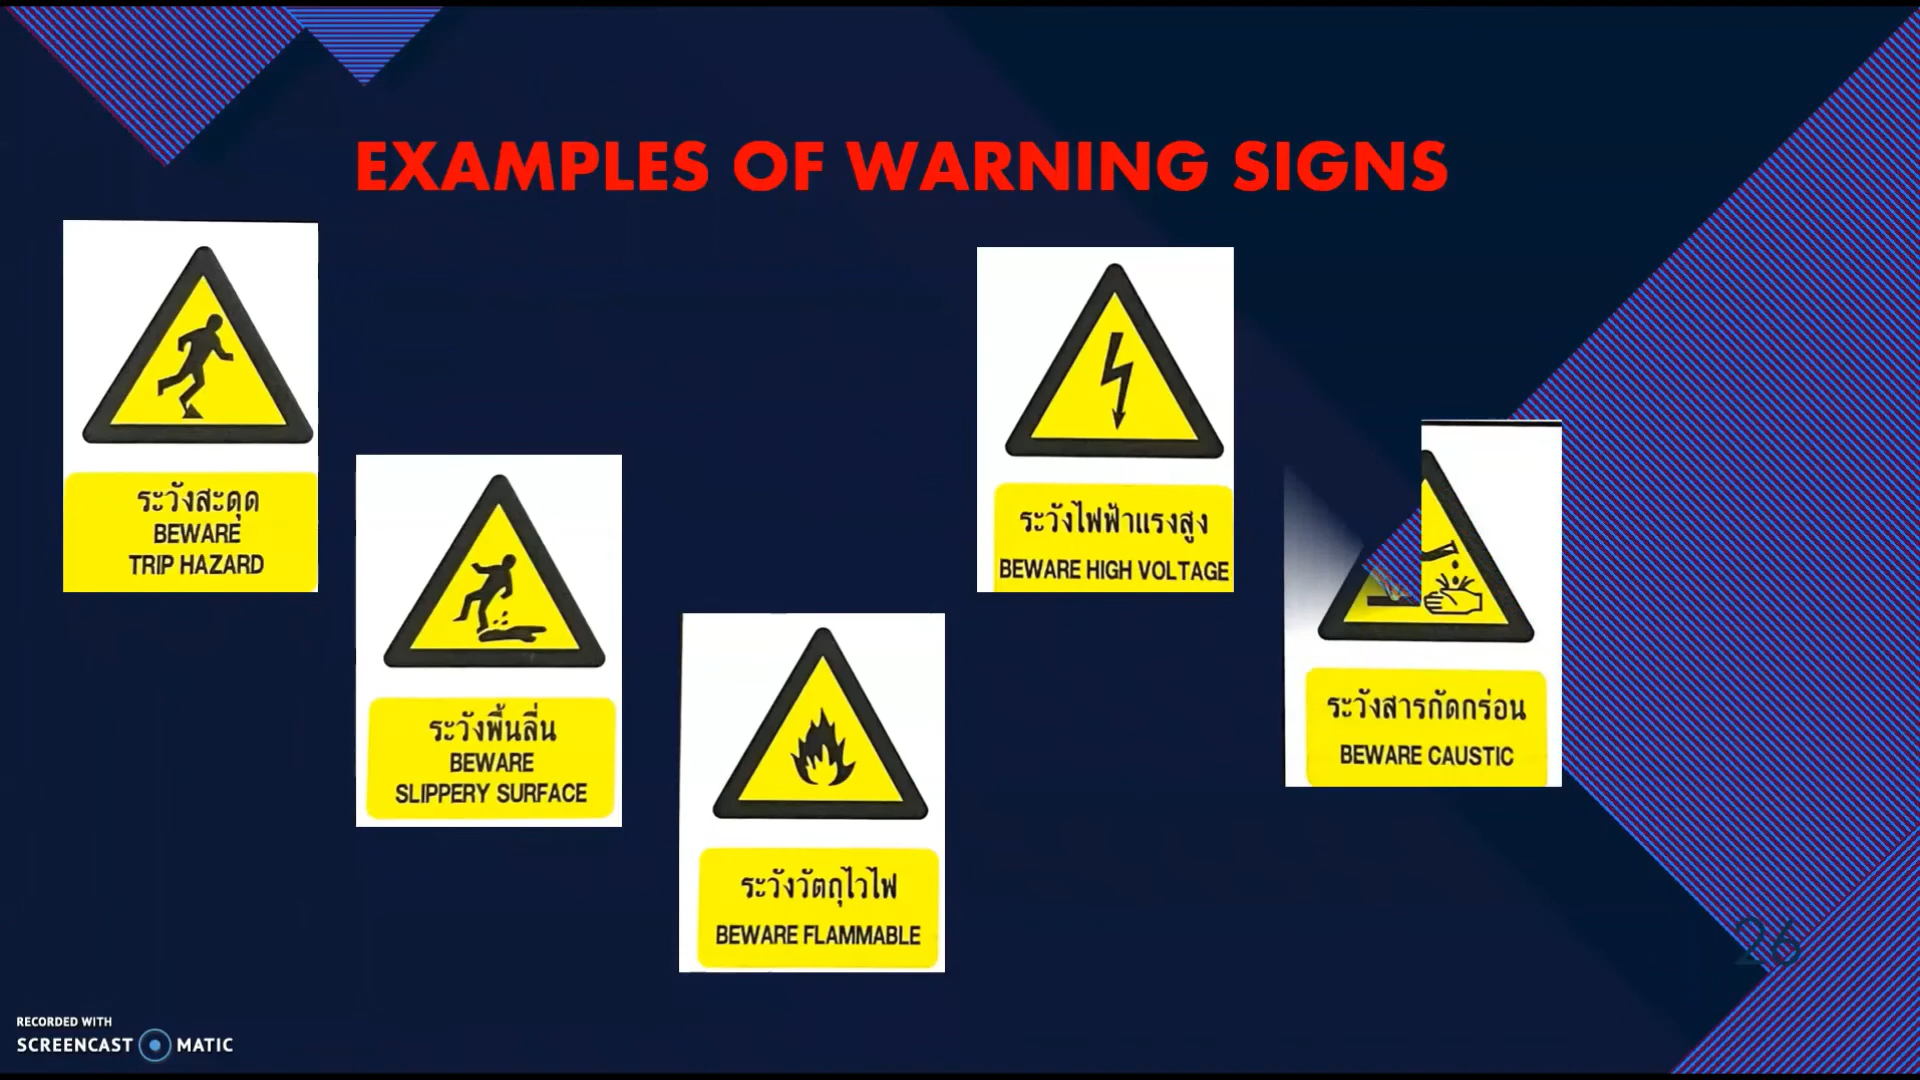 EXAMPLES OF WARNING SIGNS
ระวังสะดุด
BEWARE
TRIP HAZARD
ระวังพื้นลื่น
BEWARE
SLIPPERY SURFACE
ระวังวัตถุไวไฟ
BEWARE FLAMMABLE
ระวังไฟฟ้าแรงสูง
BEWARE HIGH VOLTAGE
ระวังสารกัดกร่อน
BEWARE CAUSTIC
26
RECORDED WITH
SCREENCAST MATIC